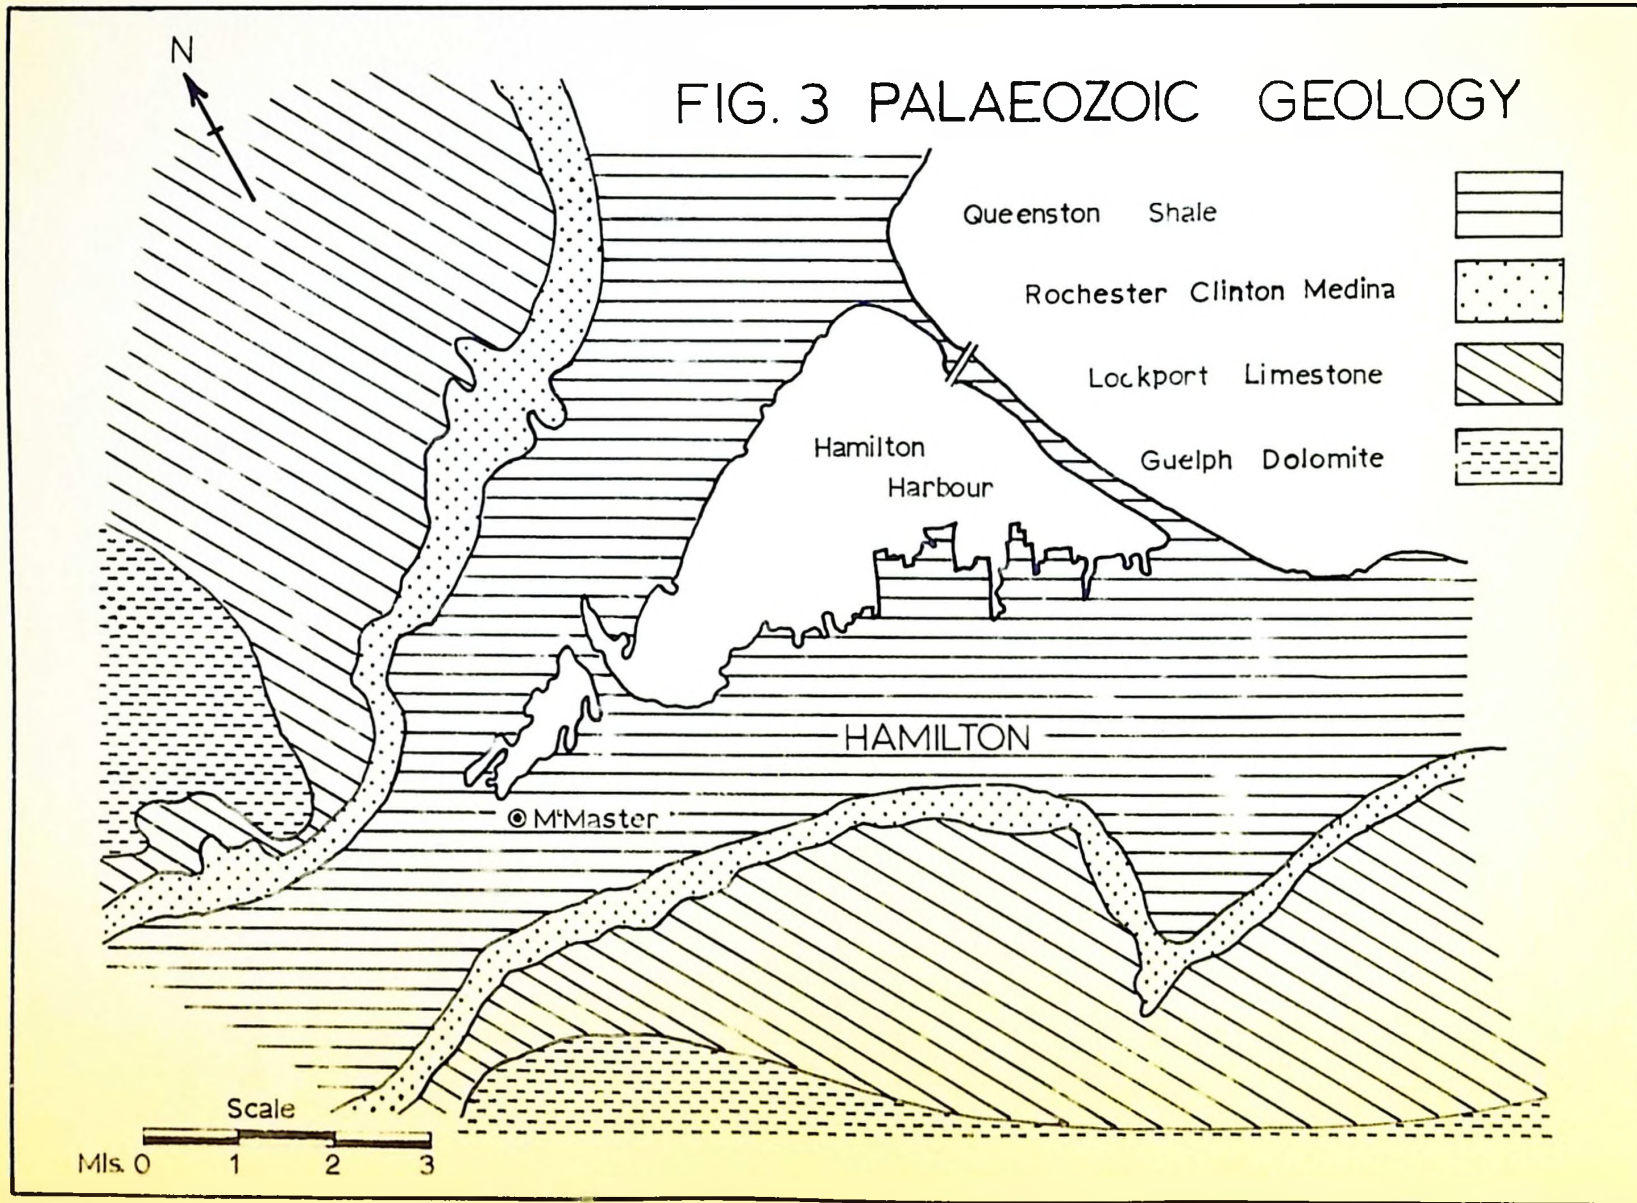 N
FIG. 3 PALAEOZOIC GEOLOGY
Queenston Shale
Rochester Clinton Medina
Lockport Limestone
Guelph Dolomite
Hamilton
Harbour
HAMILTON
McMaster
Scale
Mls. 0 1 2 3